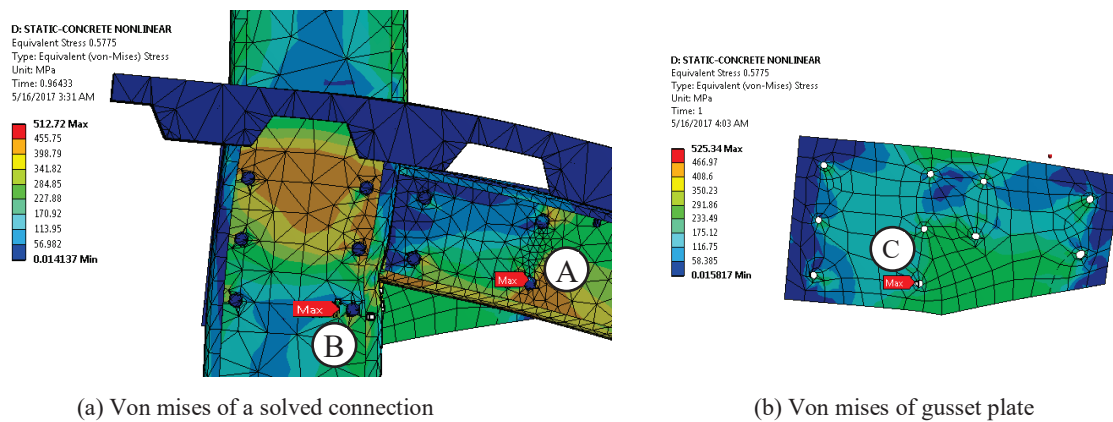 D: STATIC-CONCRETE NONLINEAR
Equivalent Stress 0.5775
Type: Equivalent (von-Mises) Stress
Unit: MPa
Time: 0.96433
5/16/2017 3:31 AM
512.72 Max
455.75
398.79
341.82
284.85
227.88
170.92
113.95
56.982
0.014137 Min
Max
A
Max
B
(a) Von mises of a solved connection
D: STATIC-CONCRETE NONLINEAR
Equivalent Stress 0.5775
Type: Equivalent (von-Mises) Stress
Unit: MPa
Time: 1
5/16/2017 4:03 AM
525.34 Max
466.97
408.6
350.23
291.86
233.49
175.12
116.75
58.385
0.015817 Min
C
Max
(b) Von mises of gusset plate